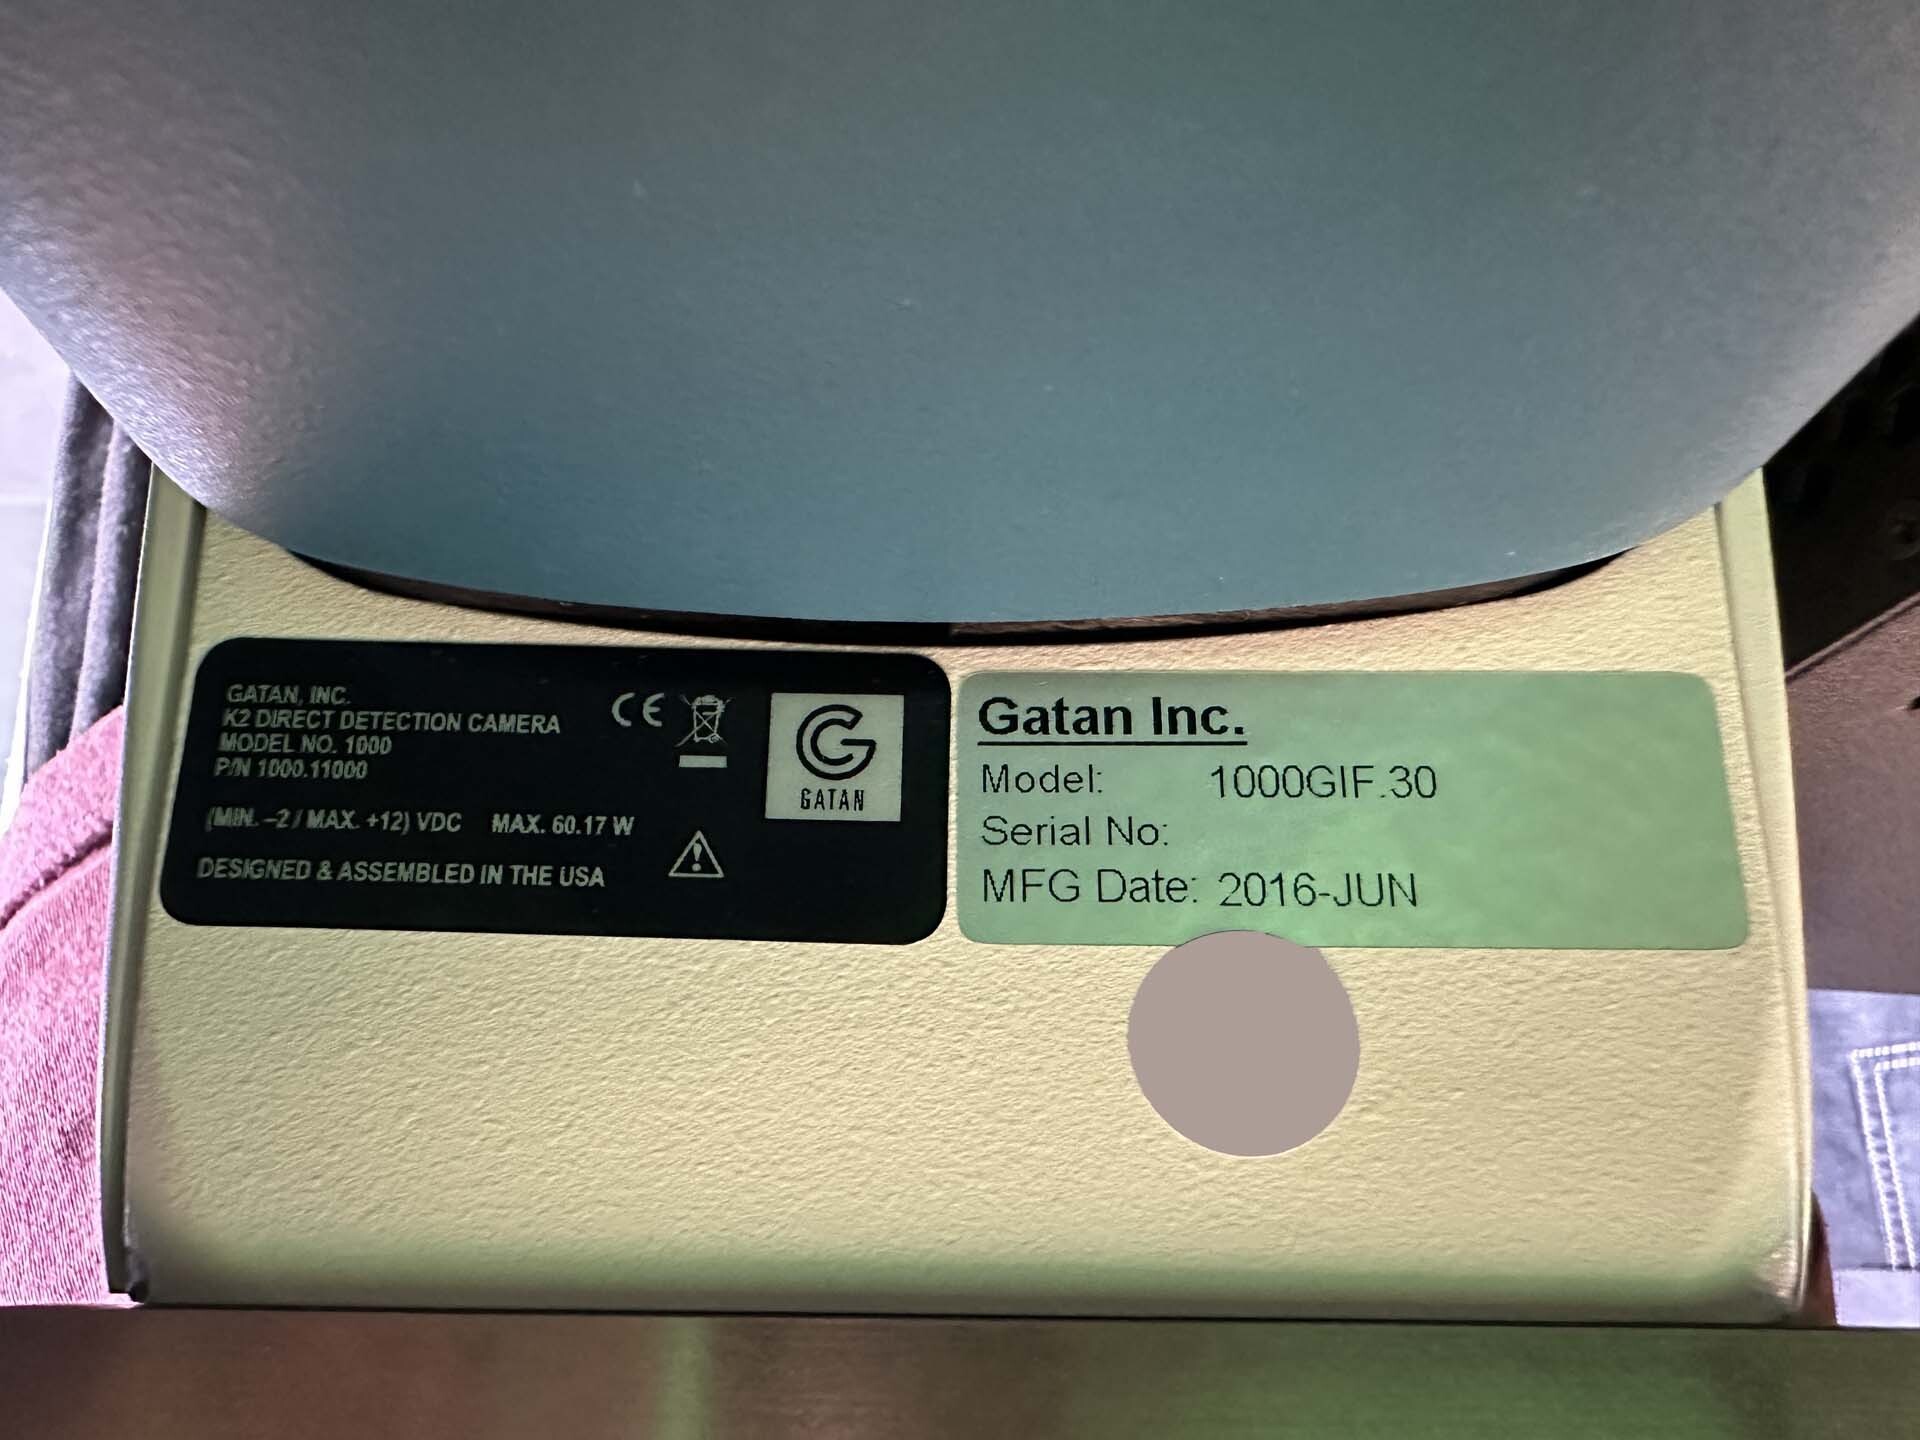 GATAN, INC.
K2 DIRECT DETECTION CAMERA
MODEL NO. 1000
P/N 1000.11000
(MIN. –2 / MAX. +12) VDC MAX. 60.17 W
DESIGNED & ASSEMBLED IN THE USA
CE
GATAN
Gatan Inc.
Model: 1000GIF.30
Serial No:
MFG Date: 2016-JUN